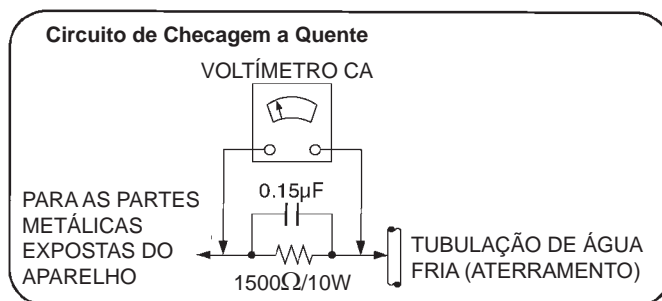 Circuito de Checagem a Quente
VOLTÍMETRO CA
0.15µF
PARA AS PARTES
METÁLICAS
EXPOSTAS DO
APARELHO
1500Ω/10W
TUBULAÇÃO DE ÁGUA
FRIA (ATERRAMENTO)